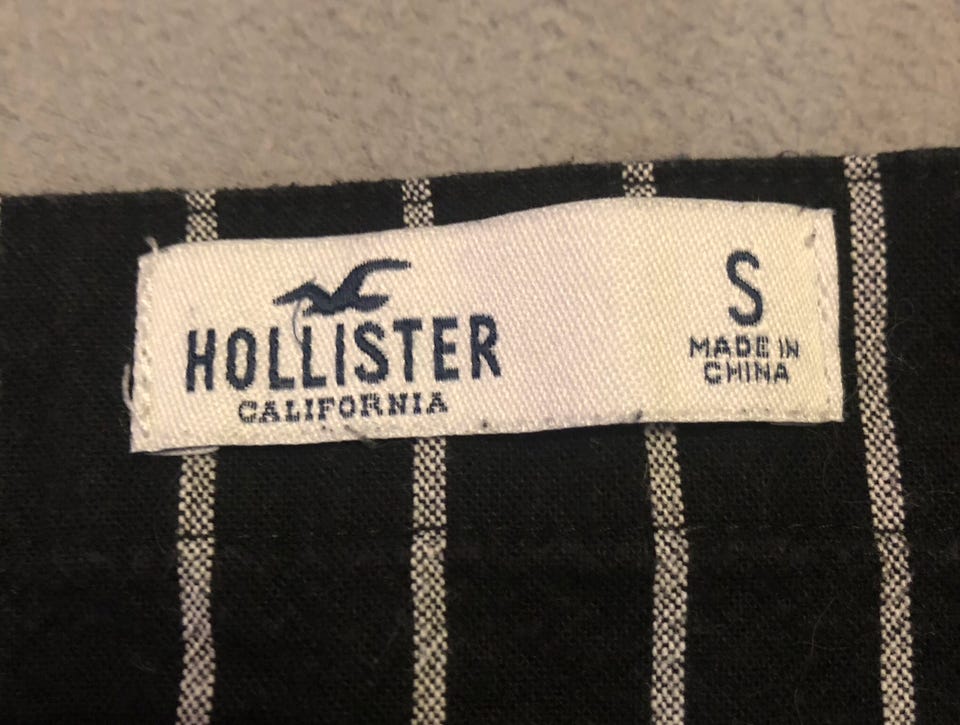 HOLLISTER
CALIFORNIA
S
MADE IN
CHINA